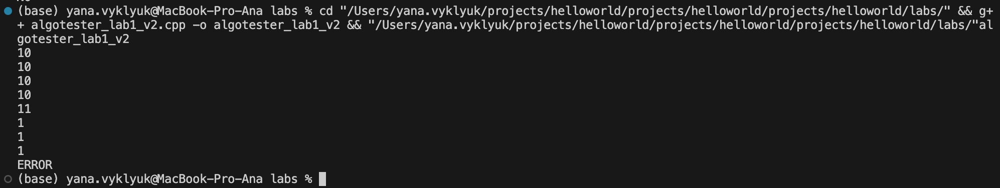 (base) yana.vyklyuk@MacBook-Pro-Ana labs % cd "/Users/yana.vyklyuk/projects/helloworld/projects/helloworld/projects/helloworld/labs/" && g+
+ algotester_lab1_v2.cpp -o algotester_lab1_v2 && "/Users/yana.vyklyuk/projects/helloworld/projects/helloworld/projects/helloworld/labs/"al
gotester_lab1_v2
10
10
10
10
11
1
1
1
ERROR
(base) yana.vyklyuk@MacBook-Pro-Ana labs %